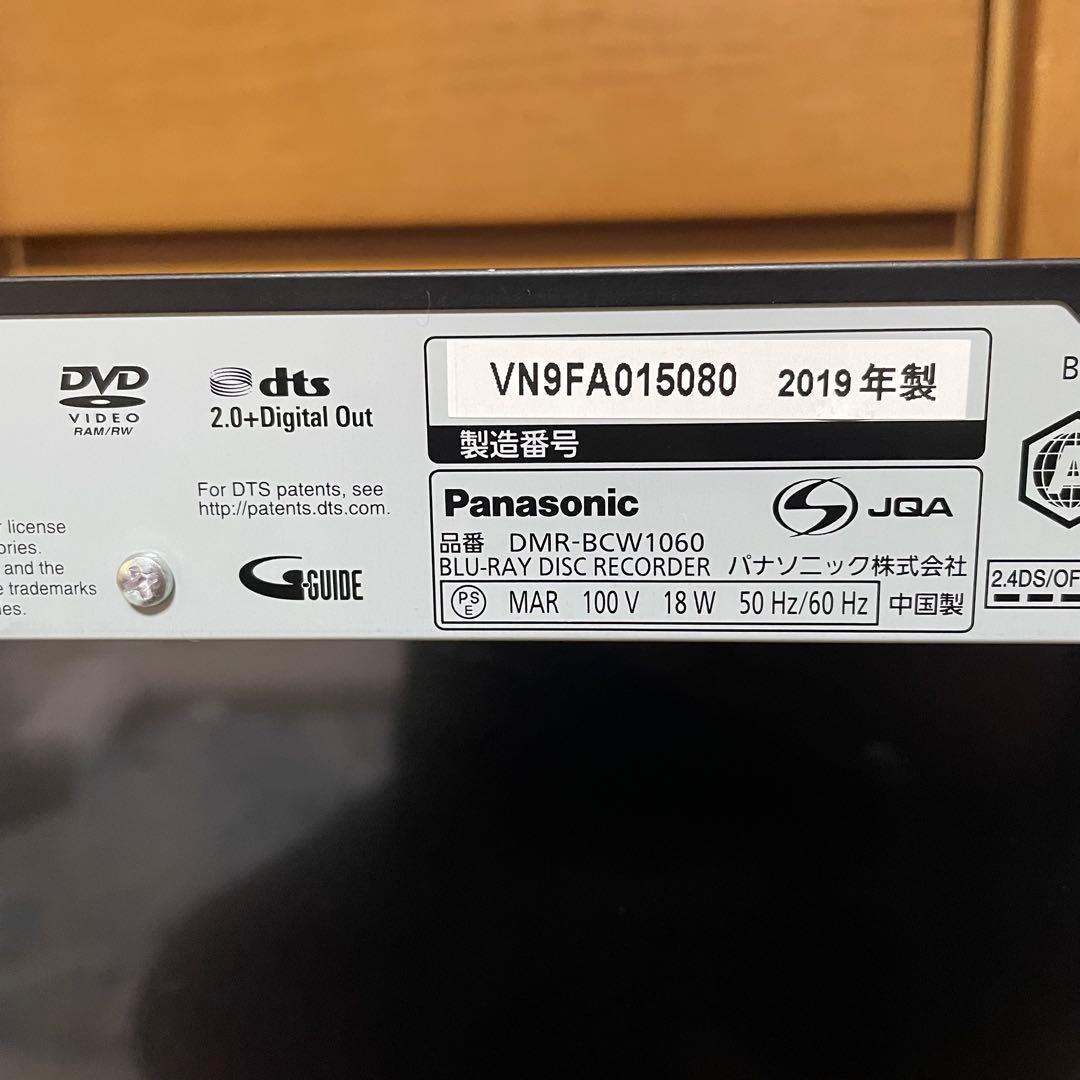 DVD
VIDEO
RAM/RW
dts
2.0+Digital Out
For DTS patents, see
http://patents.dts.com.
license
and the
trademarks
G-GUIDE
VN9FA015080 2019年製
製造番号
Panasonic
JQA
品番 DMR-BCW1060
BLU-RAY DISC RECORDER パナソニック株式会社
PSE MAR 100 V 18 W 50 Hz/60 Hz 中国製
B
A
2.4DS/OF